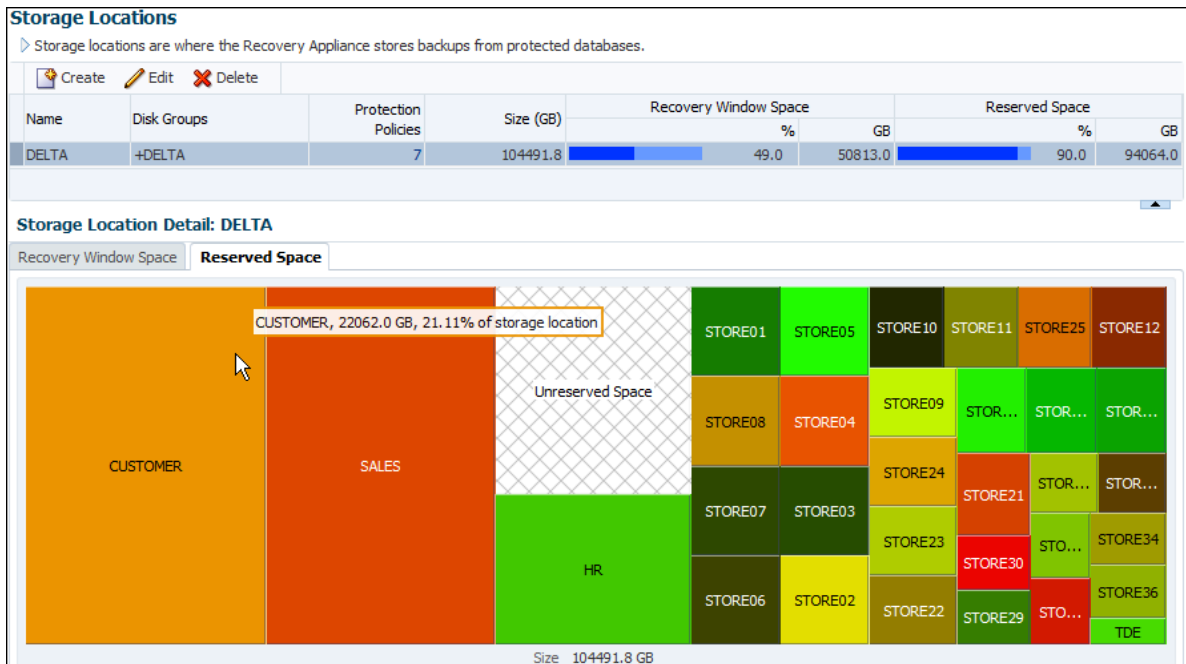 Storage Locations
Storage locations are where the Recovery Appliance stores backups from protected databases.
Create Edit Delete
Name Disk Groups Protection Policies Size (GB) Recovery Window Space Reserved Space
% GB % GB
DELTA +DELTA 7 104491.8 49.0 50813.0 90.0 94064.0
Storage Location Detail: DELTA
Recovery Window Space Reserved Space
CUSTOMER, 22062.0 GB, 21.11% of storage location
CUSTOMER
SALES
Unreserved Space
HR
STORE01 STORE05 STORE10 STORE11 STORE25 STORE12
STORE08 STORE04 STORE09 STOR... STOR... STOR...
STORE24 STORE21 STOR... STOR...
STORE07 STORE03 STORE23 STORE30 STO... STORE34
STORE06 STORE02 STORE22 STORE29 STO... STORE36
TDE
Size 104491.8 GB